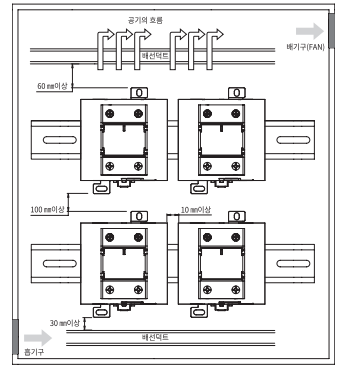 공기의 흐름
배기구(FAN)
배선덕트
60 ㎜이상
100 ㎜이상
10 ㎜이상
30 ㎜이상
배선덕트
흡기구